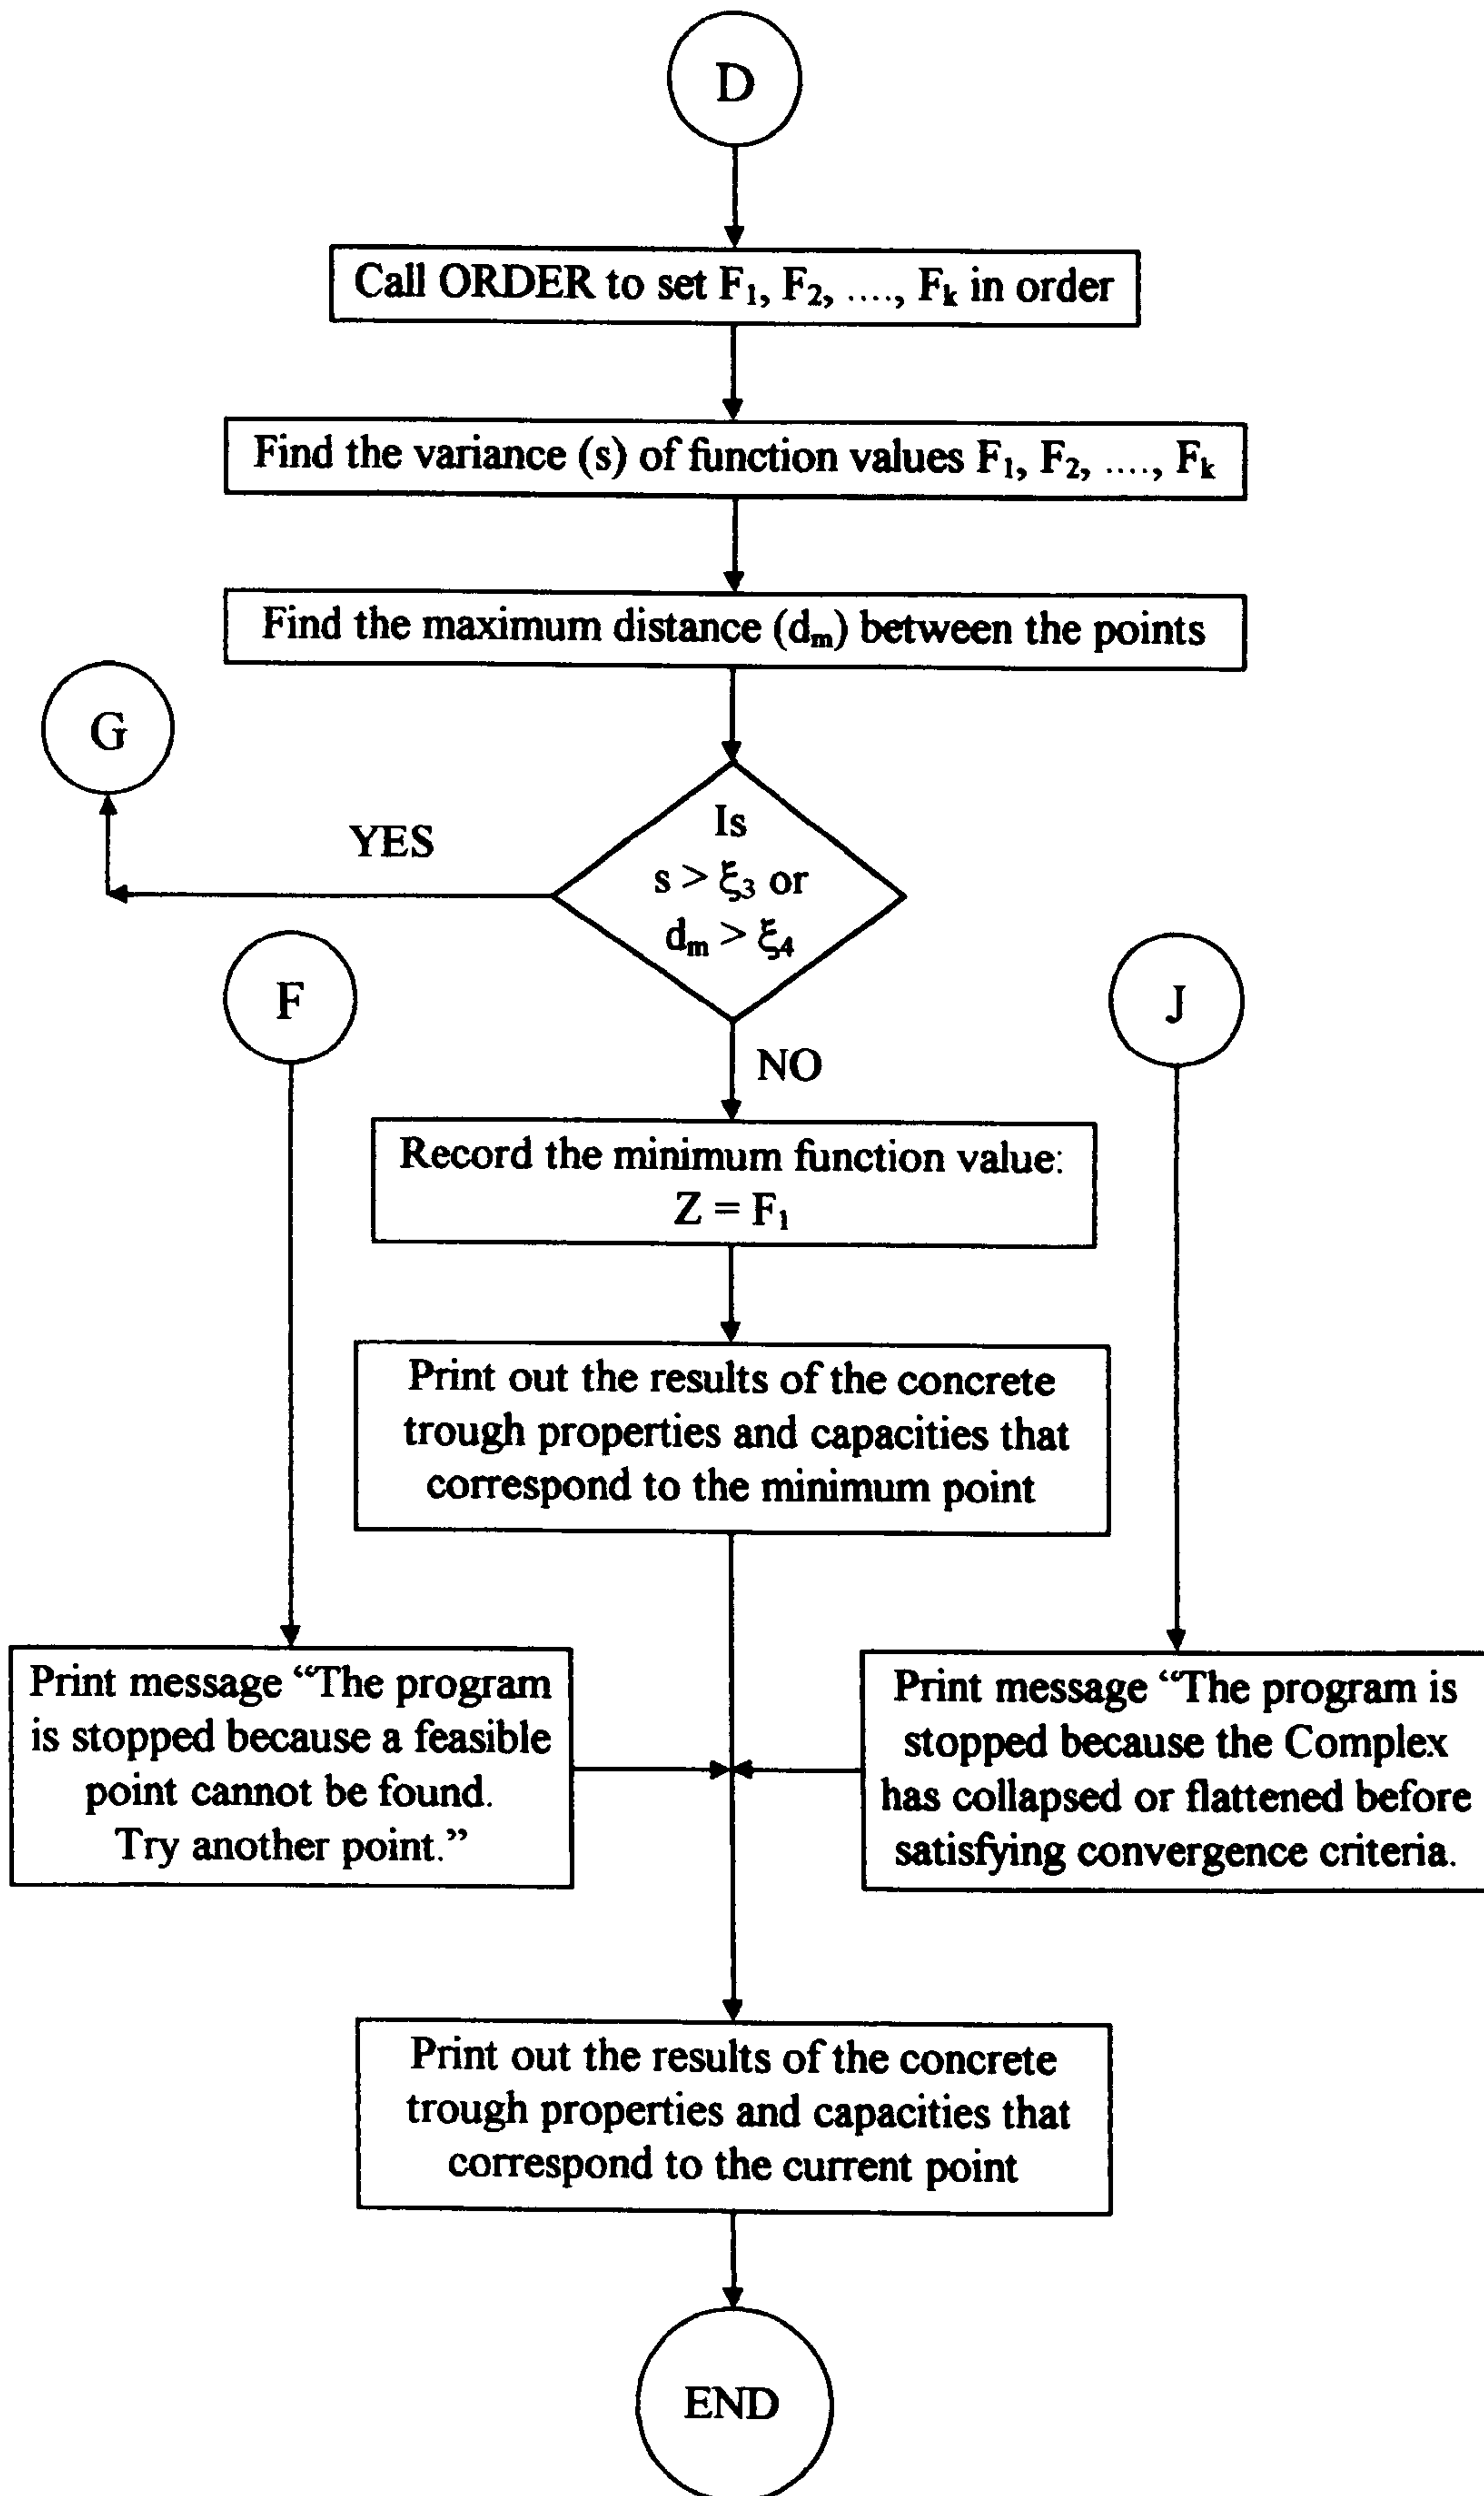 D
Call ORDER to set F₁, F₂, ...., Fₖ in order
Find the variance (s) of function values F₁, F₂, ...., Fₖ
Find the maximum distance (dₘ) between the points
G
YES
Is
s > ξ₃ or
dₘ > ξ₄
F
J
NO
Record the minimum function value:
Z = F₁
Print out the results of the concrete
trough properties and capacities that
correspond to the minimum point
Print message “The program
is stopped because a feasible
point cannot be found.
Try another point.”
Print message “The program is
stopped because the Complex
has collapsed or flattened before
satisfying convergence criteria.
Print out the results of the concrete
trough properties and capacities that
correspond to the current point
END